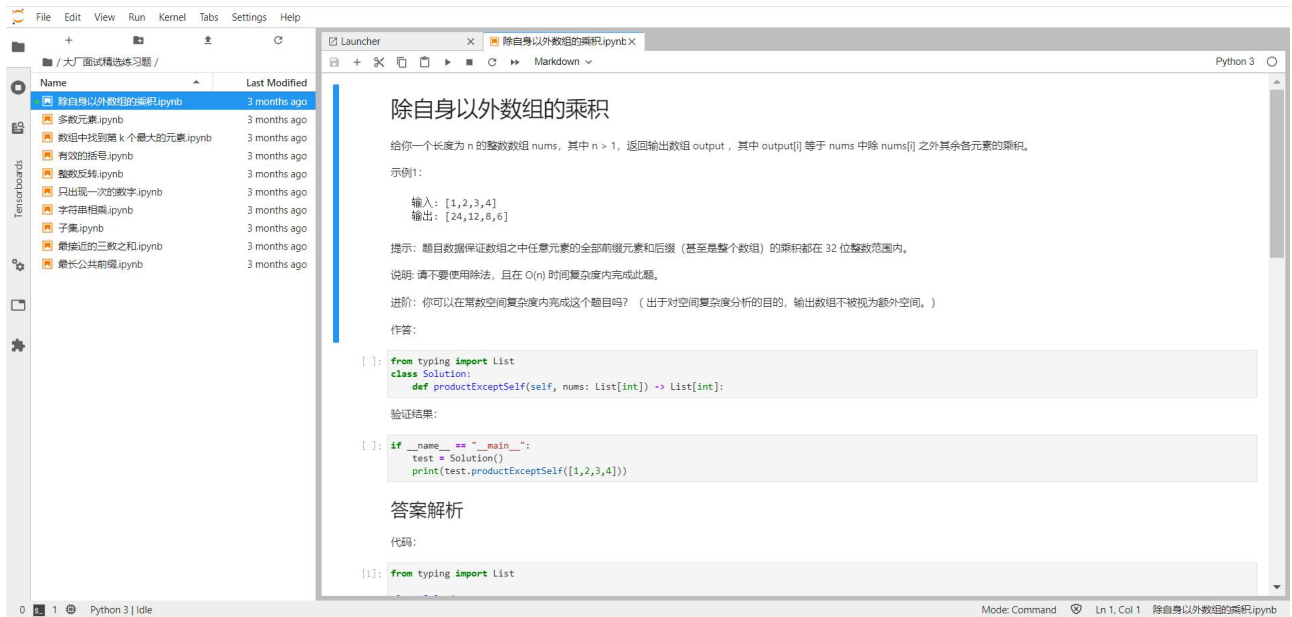 File Edit View Run Kernel Tabs Settings Help
/ 大厂面试精选练习题 /
Name Last Modified
除自身以外数组的乘积.ipynb 3 months ago
多数元素.ipynb 3 months ago
数组中找到第 k 个最大的元素.ipynb 3 months ago
有效的括号.ipynb 3 months ago
整数反转.ipynb 3 months ago
只出现一次的数字.ipynb 3 months ago
字符串相乘.ipynb 3 months ago
子集.ipynb 3 months ago
最接近的三数之和.ipynb 3 months ago
最长公共前缀.ipynb 3 months ago
Tensorboards
Launcher 除自身以外数组的乘积.ipynb
Markdown Python 3
除自身以外数组的乘积
给你一个长度为 n 的整数数组 nums，其中 n > 1，返回输出数组 output ，其中 output[i] 等于 nums 中除 nums[i] 之外其余各元素的乘积。
示例1：
输入: [1,2,3,4]
输出: [24,12,8,6]
提示：题目数据保证数组之中任意元素的全部前缀元素和后缀（甚至是整个数组）的乘积都在 32 位整数范围内。
说明: 请不要使用除法，且在 O(n) 时间复杂度内完成此题。
进阶：你可以在常数空间复杂度内完成这个题目吗？（ 出于对空间复杂度分析的目的，输出数组不被视为额外空间。）
作答：
[ ]: from typing import List
class Solution:
def productExceptSelf(self, nums: List[int]) -> List[int]:
验证结果：
[ ]: if __name__ == "__main__":
test = Solution()
print(test.productExceptSelf([1,2,3,4]))
答案解析
代码：
[1]: from typing import List
0 1 Python 3 | Idle Mode: Command Ln 1, Col 1 除自身以外数组的乘积.ipynb